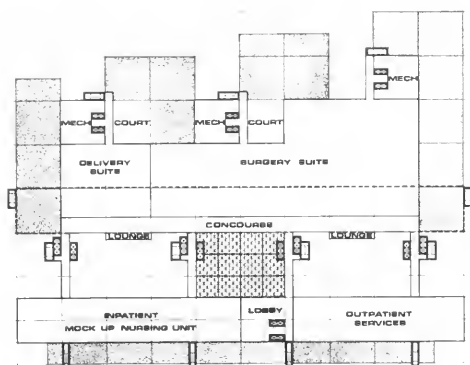 MECH
MECH COURT
MECH COURT
DELIVERY
SUITE
SURGERY SUITE
CONCOURSE
LOUNGE
LOUNGE
INPATIENT
MOCK UP NURSING UNIT
LOBBY
OUTPATIENT
SERVICES